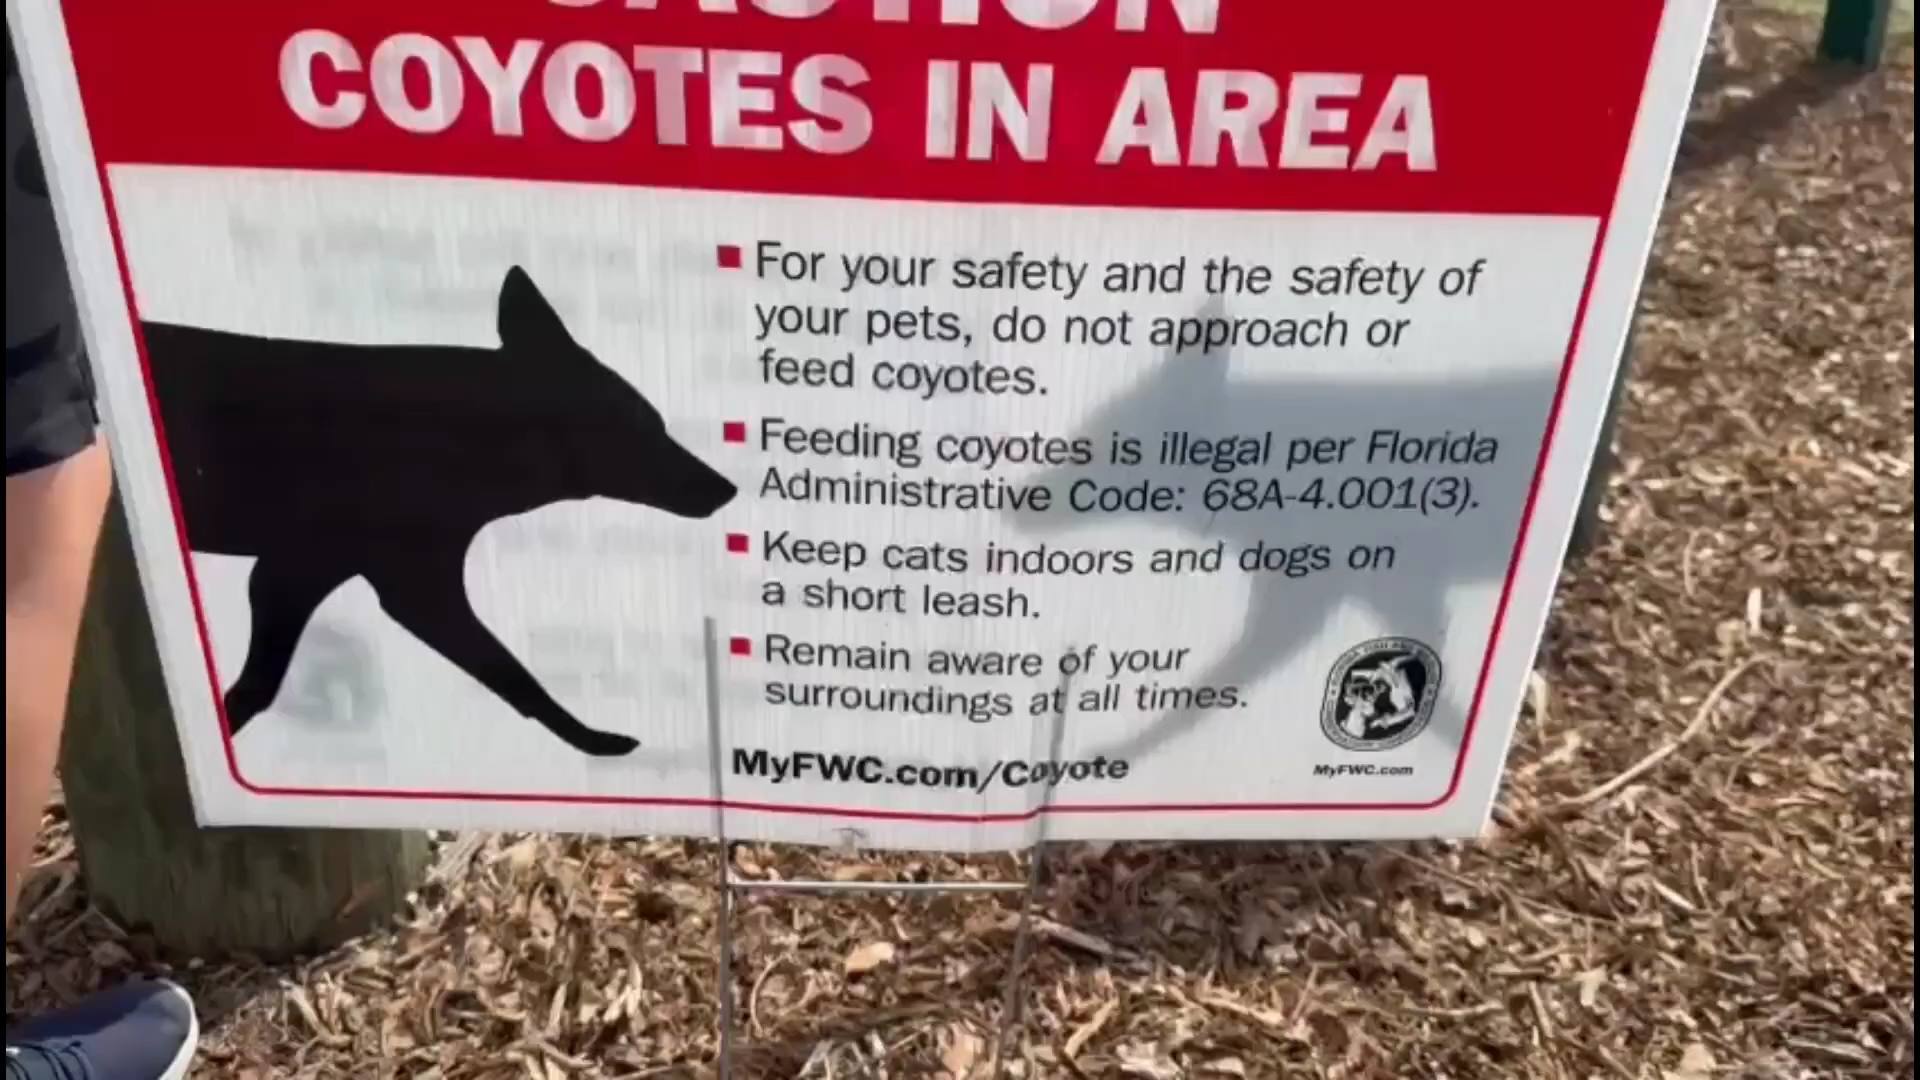 CAUTION
COYOTES IN AREA
For your safety and the safety of
your pets, do not approach or
feed coyotes.
Feeding coyotes is illegal per Florida
Administrative Code: 68A-4.001(3).
Keep cats indoors and dogs on
a short leash.
Remain aware of your
surroundings at all times.
MyFWC.com/Coyote
MyFWC.com